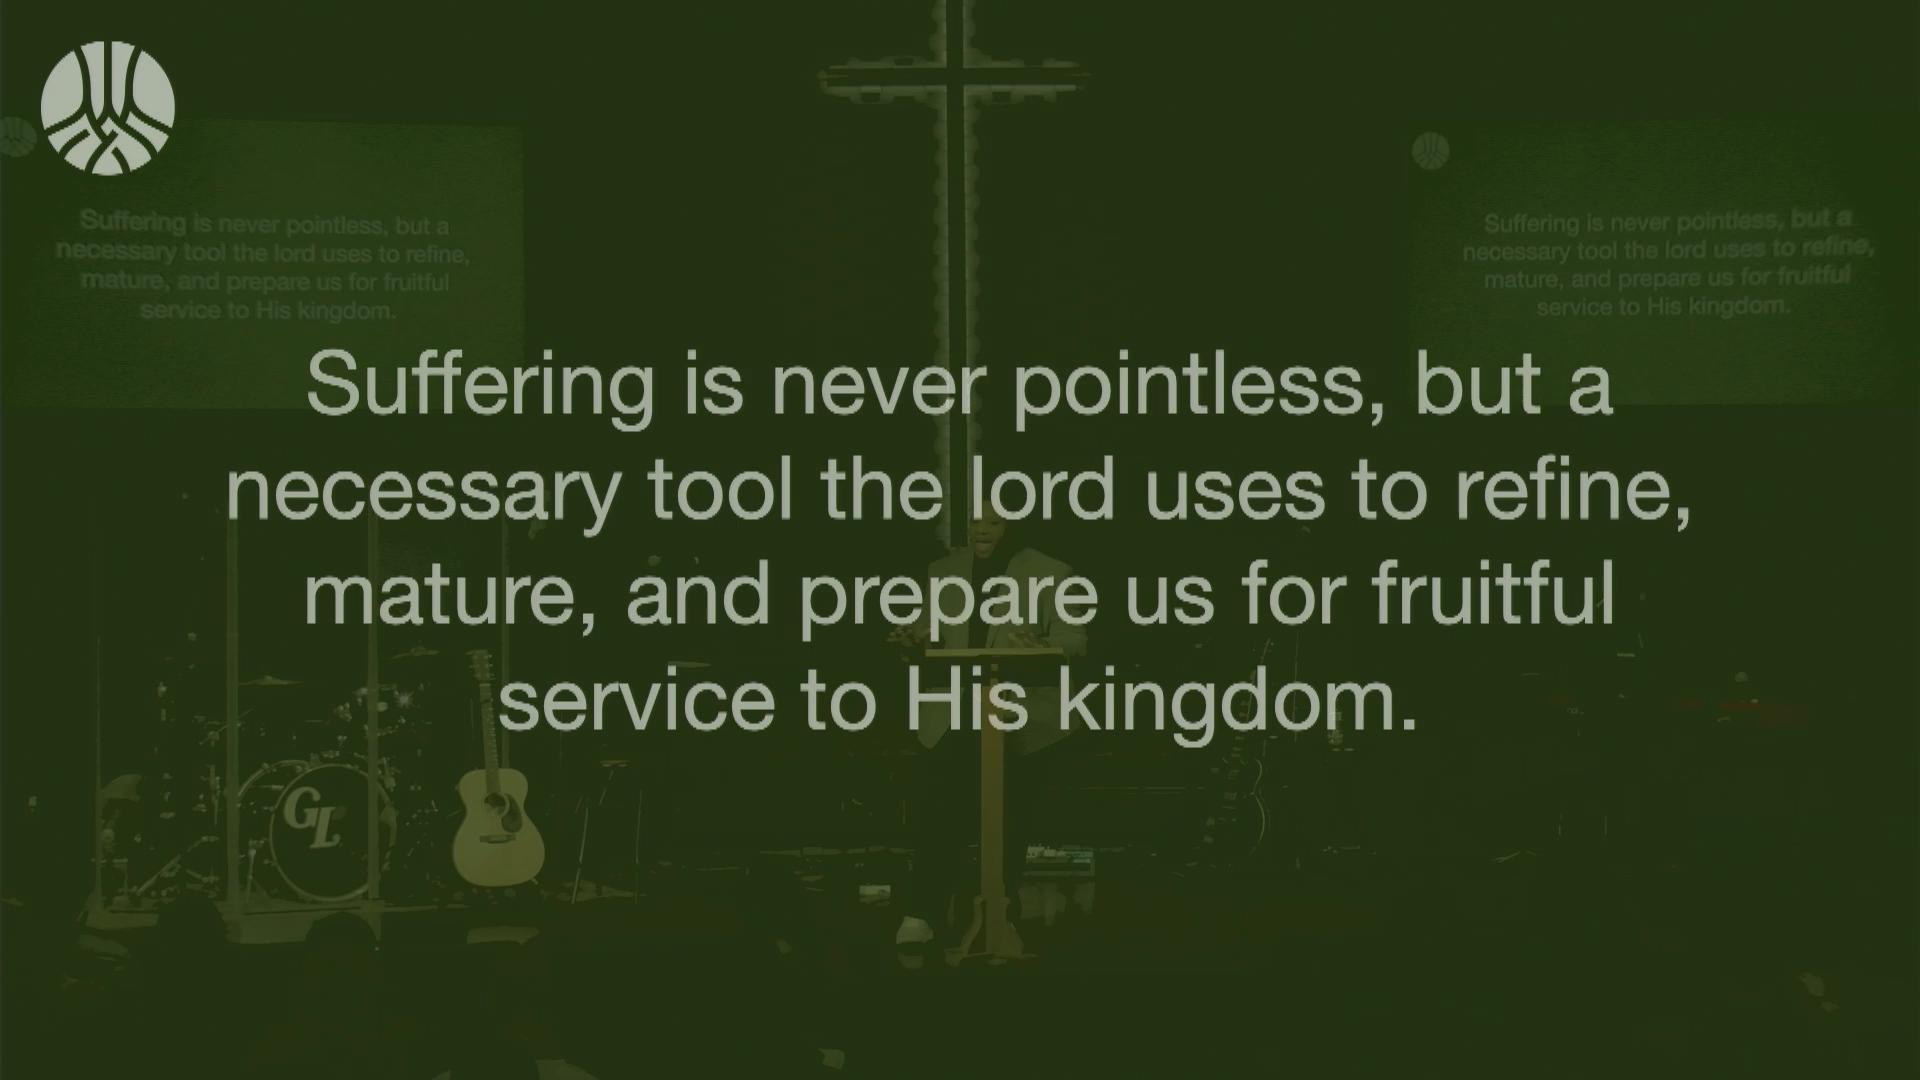 Suffering is never pointless, but a
necessary tool the lord uses to refine,
mature, and prepare us for fruitful
service to His kingdom.
Suffering is never pointless, but a
necessary tool the lord uses to refine,
mature, and prepare us for fruitful
service to His kingdom.
Suffering is never pointless, but a
necessary tool the lord uses to refine,
mature, and prepare us for fruitful
service to His kingdom.
GL